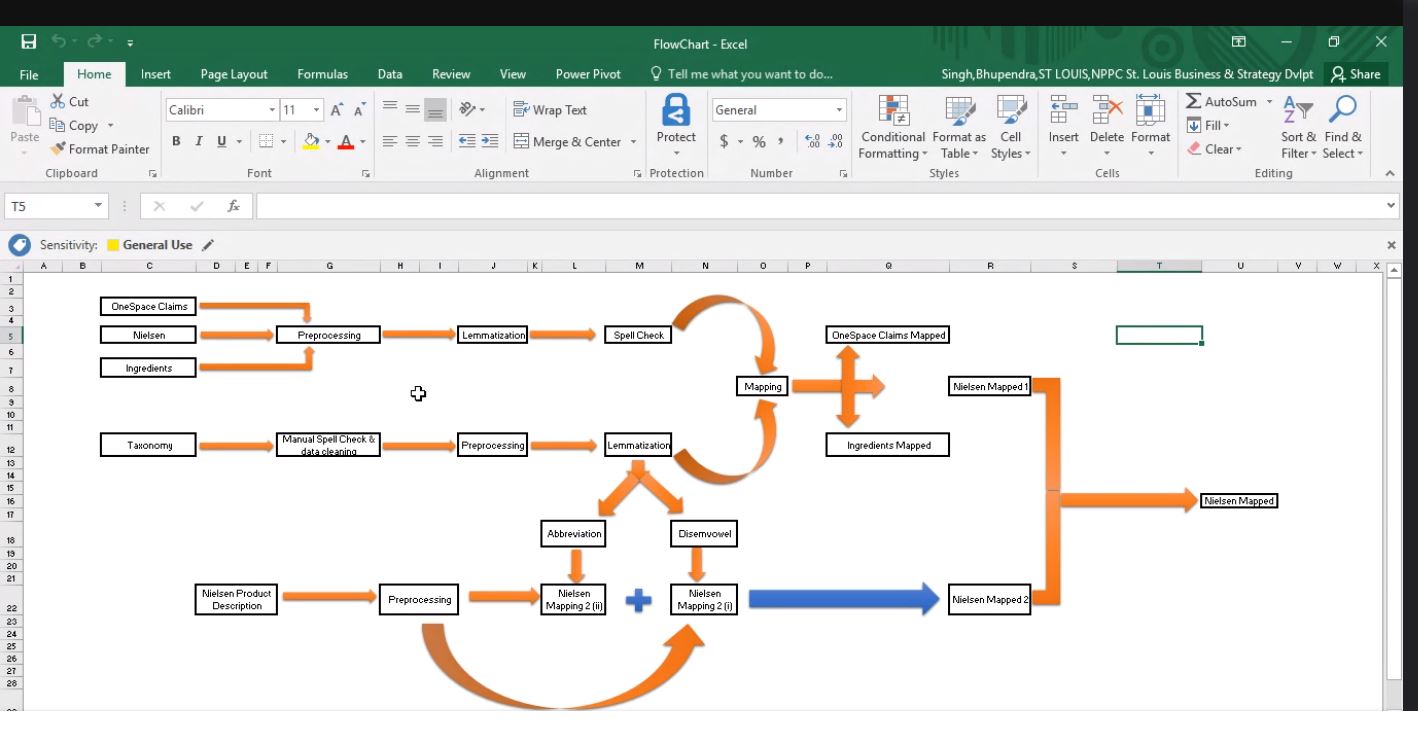 FlowChart - Excel
File Home Insert Page Layout Formulas Data Review View Power Pivot Tell me what you want to do... Singh,Bhupendra,ST LOUIS,NPPC St. Louis Business & Strategy Dvlpt Share
Paste
Cut
Copy
Format Painter
Clipboard
Calibri 11
B I U A
Font
Wrap Text
Merge & Center
Alignment
Protect
Protection
General
$ % ,
Number
Conditional Formatting
Format as Table
Cell Styles
Styles
Insert Delete Format
Cells
AutoSum
Fill
Clear
Sort & Filter
Find & Select
Editing
T5 fx
Sensitivity: General Use
A B C D E F G H I J K L M N O P Q R S T U V W X
1
2
3
4
5
6
7
8
9
10
11
12
13
14
15
16
17
18
19
20
21
22
23
24
25
26
27
28
OneSpace Claims
Nielsen Preprocessing Lemmatization Spell Check OneSpace Claims Mapped
Ingredients
Mapping Nielsen Mapped 1
Taxonomy Manual Spell Check & data cleaning Preprocessing Lemmatization Ingredients Mapped
Nielsen Mapped
Abbreviation Disemvowel
Nielsen Product Description
Preprocessing
Nielsen Mapping 2 (ii)
Nielsen Mapping 2 (i)
Nielsen Mapped 2